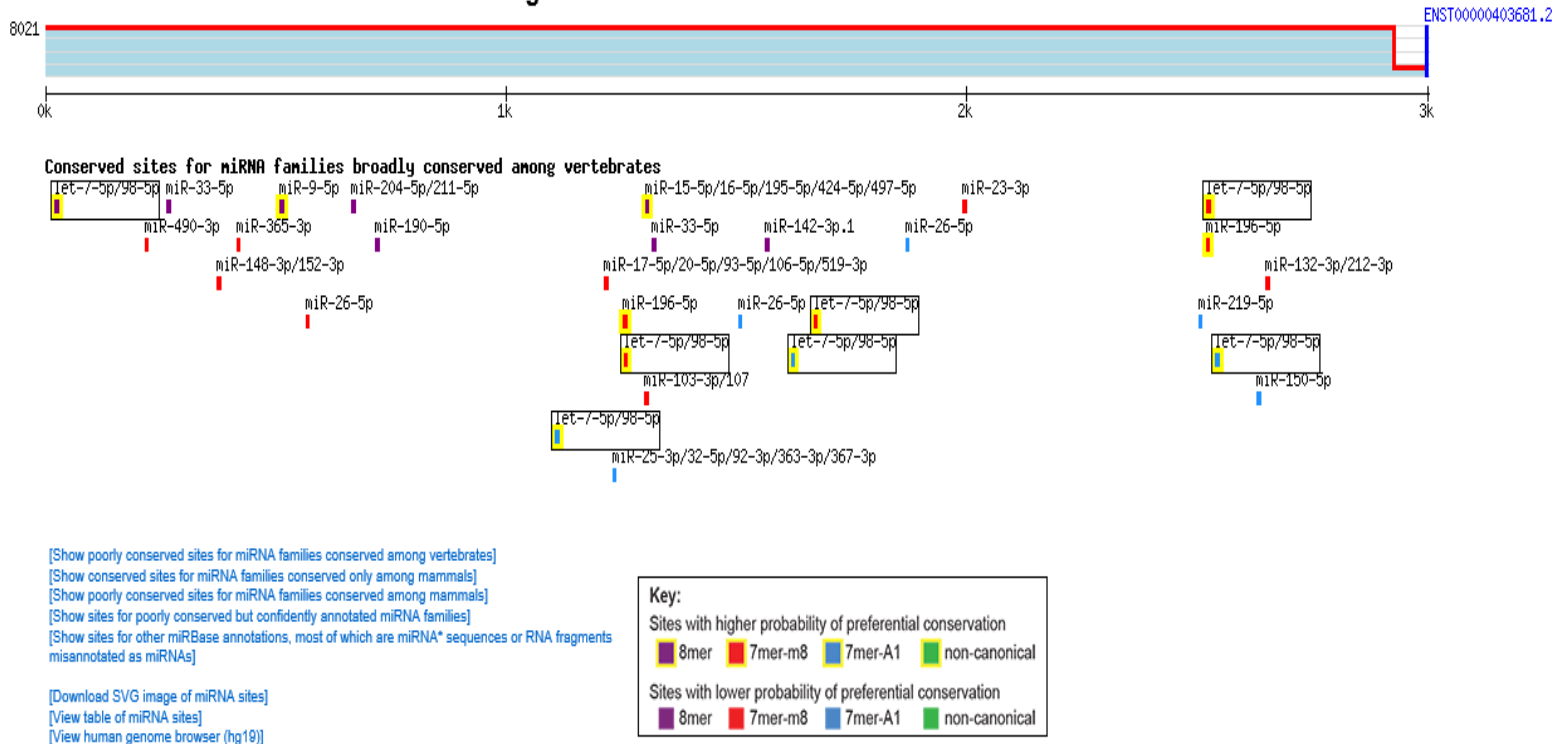 g
ENST00000403681.2
8021
0k 1k 2k 3k
Conserved sites for miRNA families broadly conserved among vertebrates
let-7-5p/98-5p miR-33-5p miR-9-5p miR-204-5p/211-5p miR-15-5p/16-5p/195-5p/424-5p/497-5p miR-23-3p let-7-5p/98-5p
miR-490-3p miR-365-3p miR-190-5p miR-33-5p miR-142-3p.1 miR-26-5p miR-196-5p
miR-148-3p/152-3p miR-17-5p/20-5p/93-5p/106-5p/519-3p miR-132-3p/212-3p
miR-26-5p miR-196-5p miR-26-5p let-7-5p/98-5p miR-219-5p
let-7-5p/98-5p let-7-5p/98-5p let-7-5p/98-5p
miR-103-3p/107 miR-150-5p
let-7-5p/98-5p
miR-25-3p/32-5p/92-3p/363-3p/367-3p
[Show poorly conserved sites for miRNA families conserved among vertebrates]
[Show conserved sites for miRNA families conserved only among mammals]
[Show poorly conserved sites for miRNA families conserved among mammals]
[Show sites for poorly conserved but confidently annotated miRNA families]
[Show sites for other miRBase annotations, most of which are miRNA* sequences or RNA fragments
misannotated as miRNAs]
[Download SVG image of miRNA sites]
[View table of miRNA sites]
[View human genome browser (hg19)]
Key:
Sites with higher probability of preferential conservation
8mer 7mer-m8 7mer-A1 non-canonical
Sites with lower probability of preferential conservation
8mer 7mer-m8 7mer-A1 non-canonical